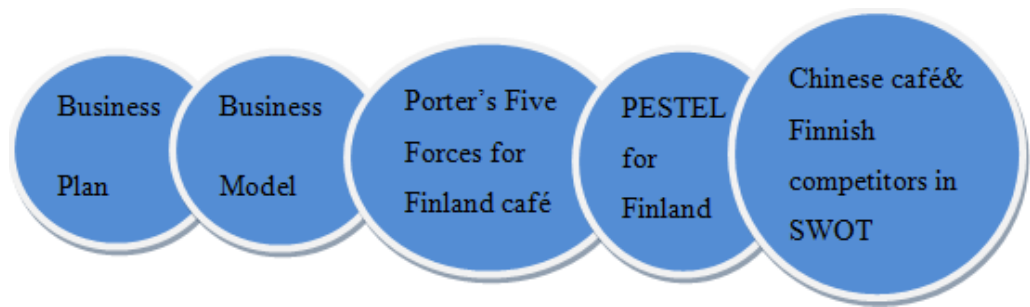 Business
Plan
Business
Model
Porter's Five
Forces for
Finland café
PESTEL
for
Finland
Chinese café&
Finnish
competitors in
SWOT